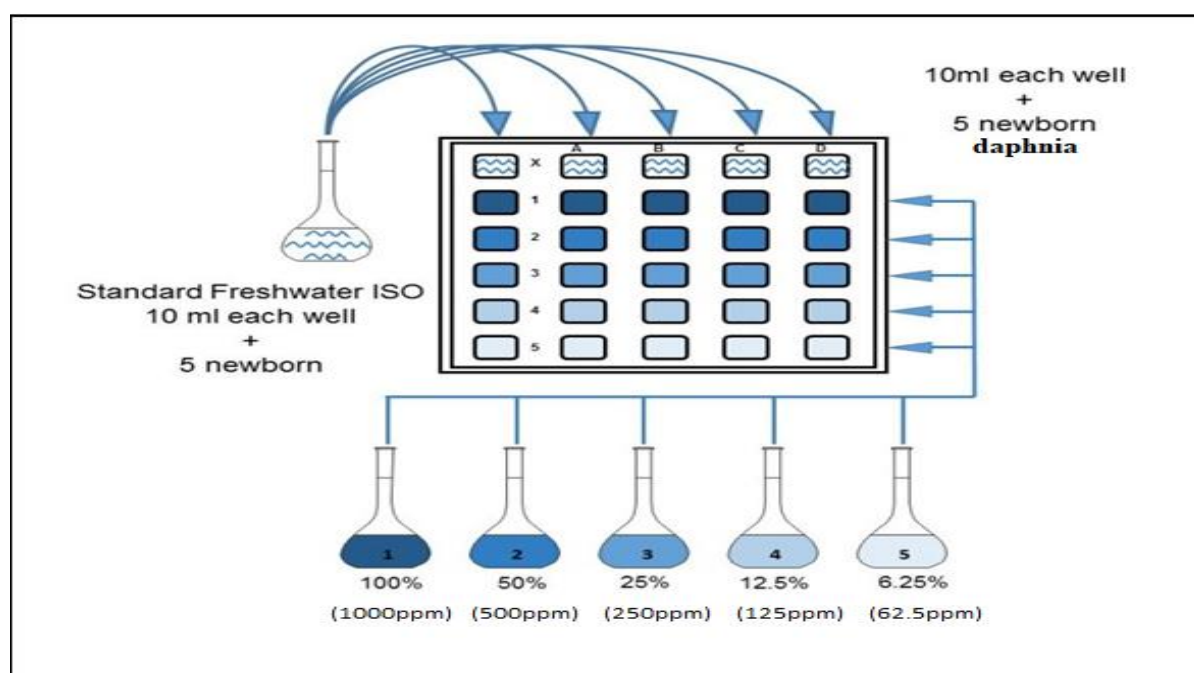 10ml each well
+
5 newborn
daphnia
A B C D
X
1
2
3
4
5
Standard Freshwater ISO
10 ml each well
+
5 newborn
1 2 3 4 5
100% 50% 25% 12.5% 6.25%
(1000ppm) (500ppm) (250ppm) (125ppm) (62.5ppm)